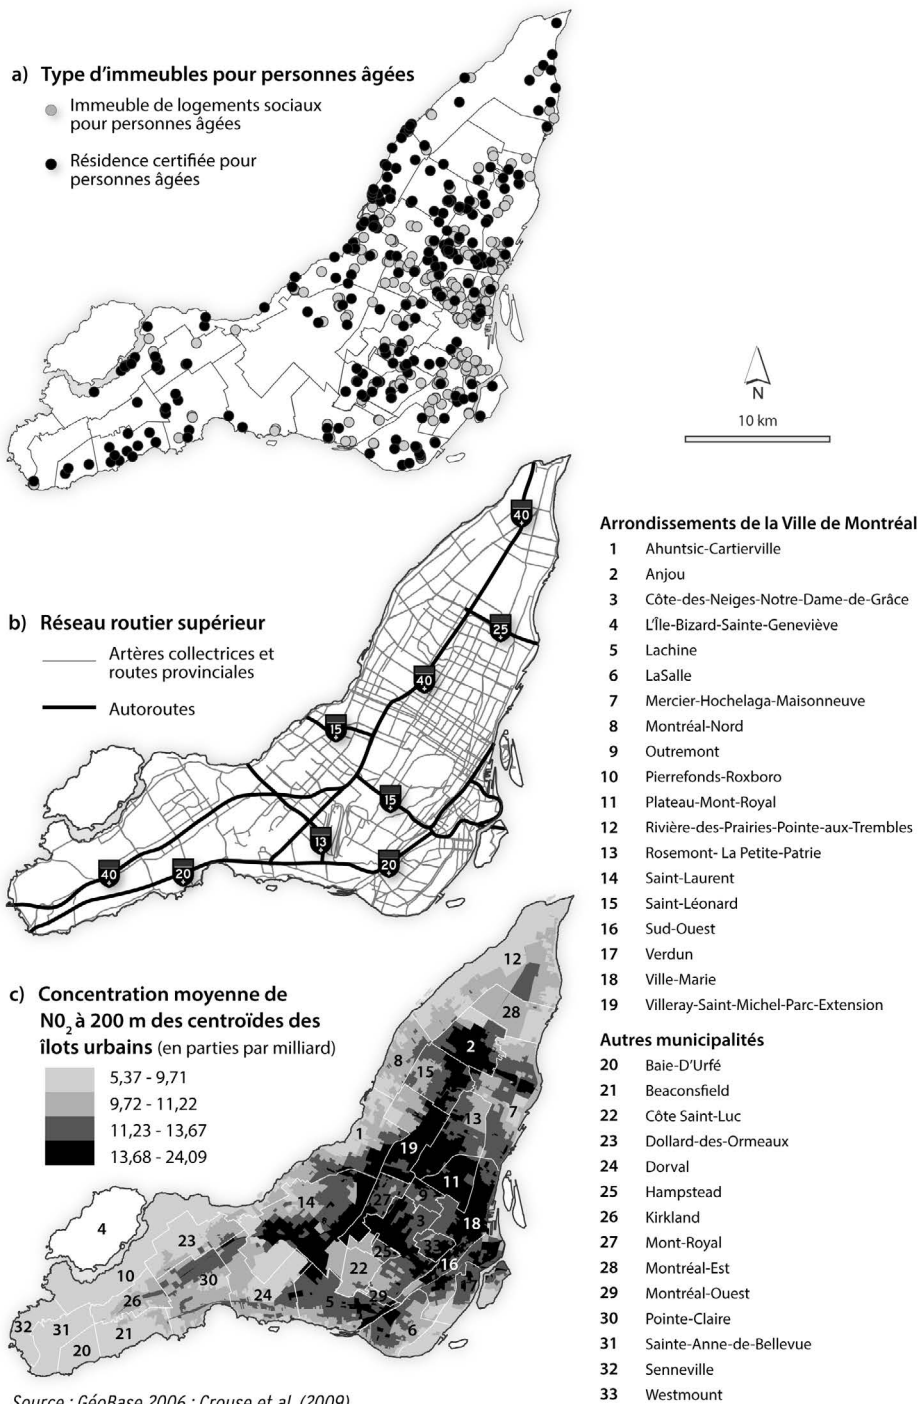 a) Type d'immeubles pour personnes âgées
Immeuble de logements sociaux
pour personnes âgées
Résidence certifiée pour
personnes âgées
N
10 km
b) Réseau routier supérieur
Artères collectrices et
routes provinciales
Autoroutes
40
25
40
15
15
13
40
20
20
c) Concentration moyenne de
N0₂ à 200 m des centroïdes des
îlots urbains (en parties par milliard)
5,37 - 9,71
9,72 - 11,22
11,23 - 13,67
13,68 - 24,09
12
28
2
8
15
7
13
1
19
11
27
9
14
3
18
4
23
33
25
16
22
17
10
30
24
29
26
5
6
32
31
21
20
Arrondissements de la Ville de Montréal
1 Ahuntsic-Cartierville
2 Anjou
3 Côte-des-Neiges-Notre-Dame-de-Grâce
4 L'Île-Bizard-Sainte-Geneviève
5 Lachine
6 LaSalle
7 Mercier-Hochelaga-Maisonneuve
8 Montréal-Nord
9 Outremont
10 Pierrefonds-Roxboro
11 Plateau-Mont-Royal
12 Rivière-des-Prairies-Pointe-aux-Trembles
13 Rosemont- La Petite-Patrie
14 Saint-Laurent
15 Saint-Léonard
16 Sud-Ouest
17 Verdun
18 Ville-Marie
19 Villeray-Saint-Michel-Parc-Extension
Autres municipalités
20 Baie-D'Urfé
21 Beaconsfield
22 Côte Saint-Luc
23 Dollard-des-Ormeaux
24 Dorval
25 Hampstead
26 Kirkland
27 Mont-Royal
28 Montréal-Est
29 Montréal-Ouest
30 Pointe-Claire
31 Sainte-Anne-de-Bellevue
32 Senneville
33 Westmount
Source : GéoBase 2006 ; Crouse et al. (2009)